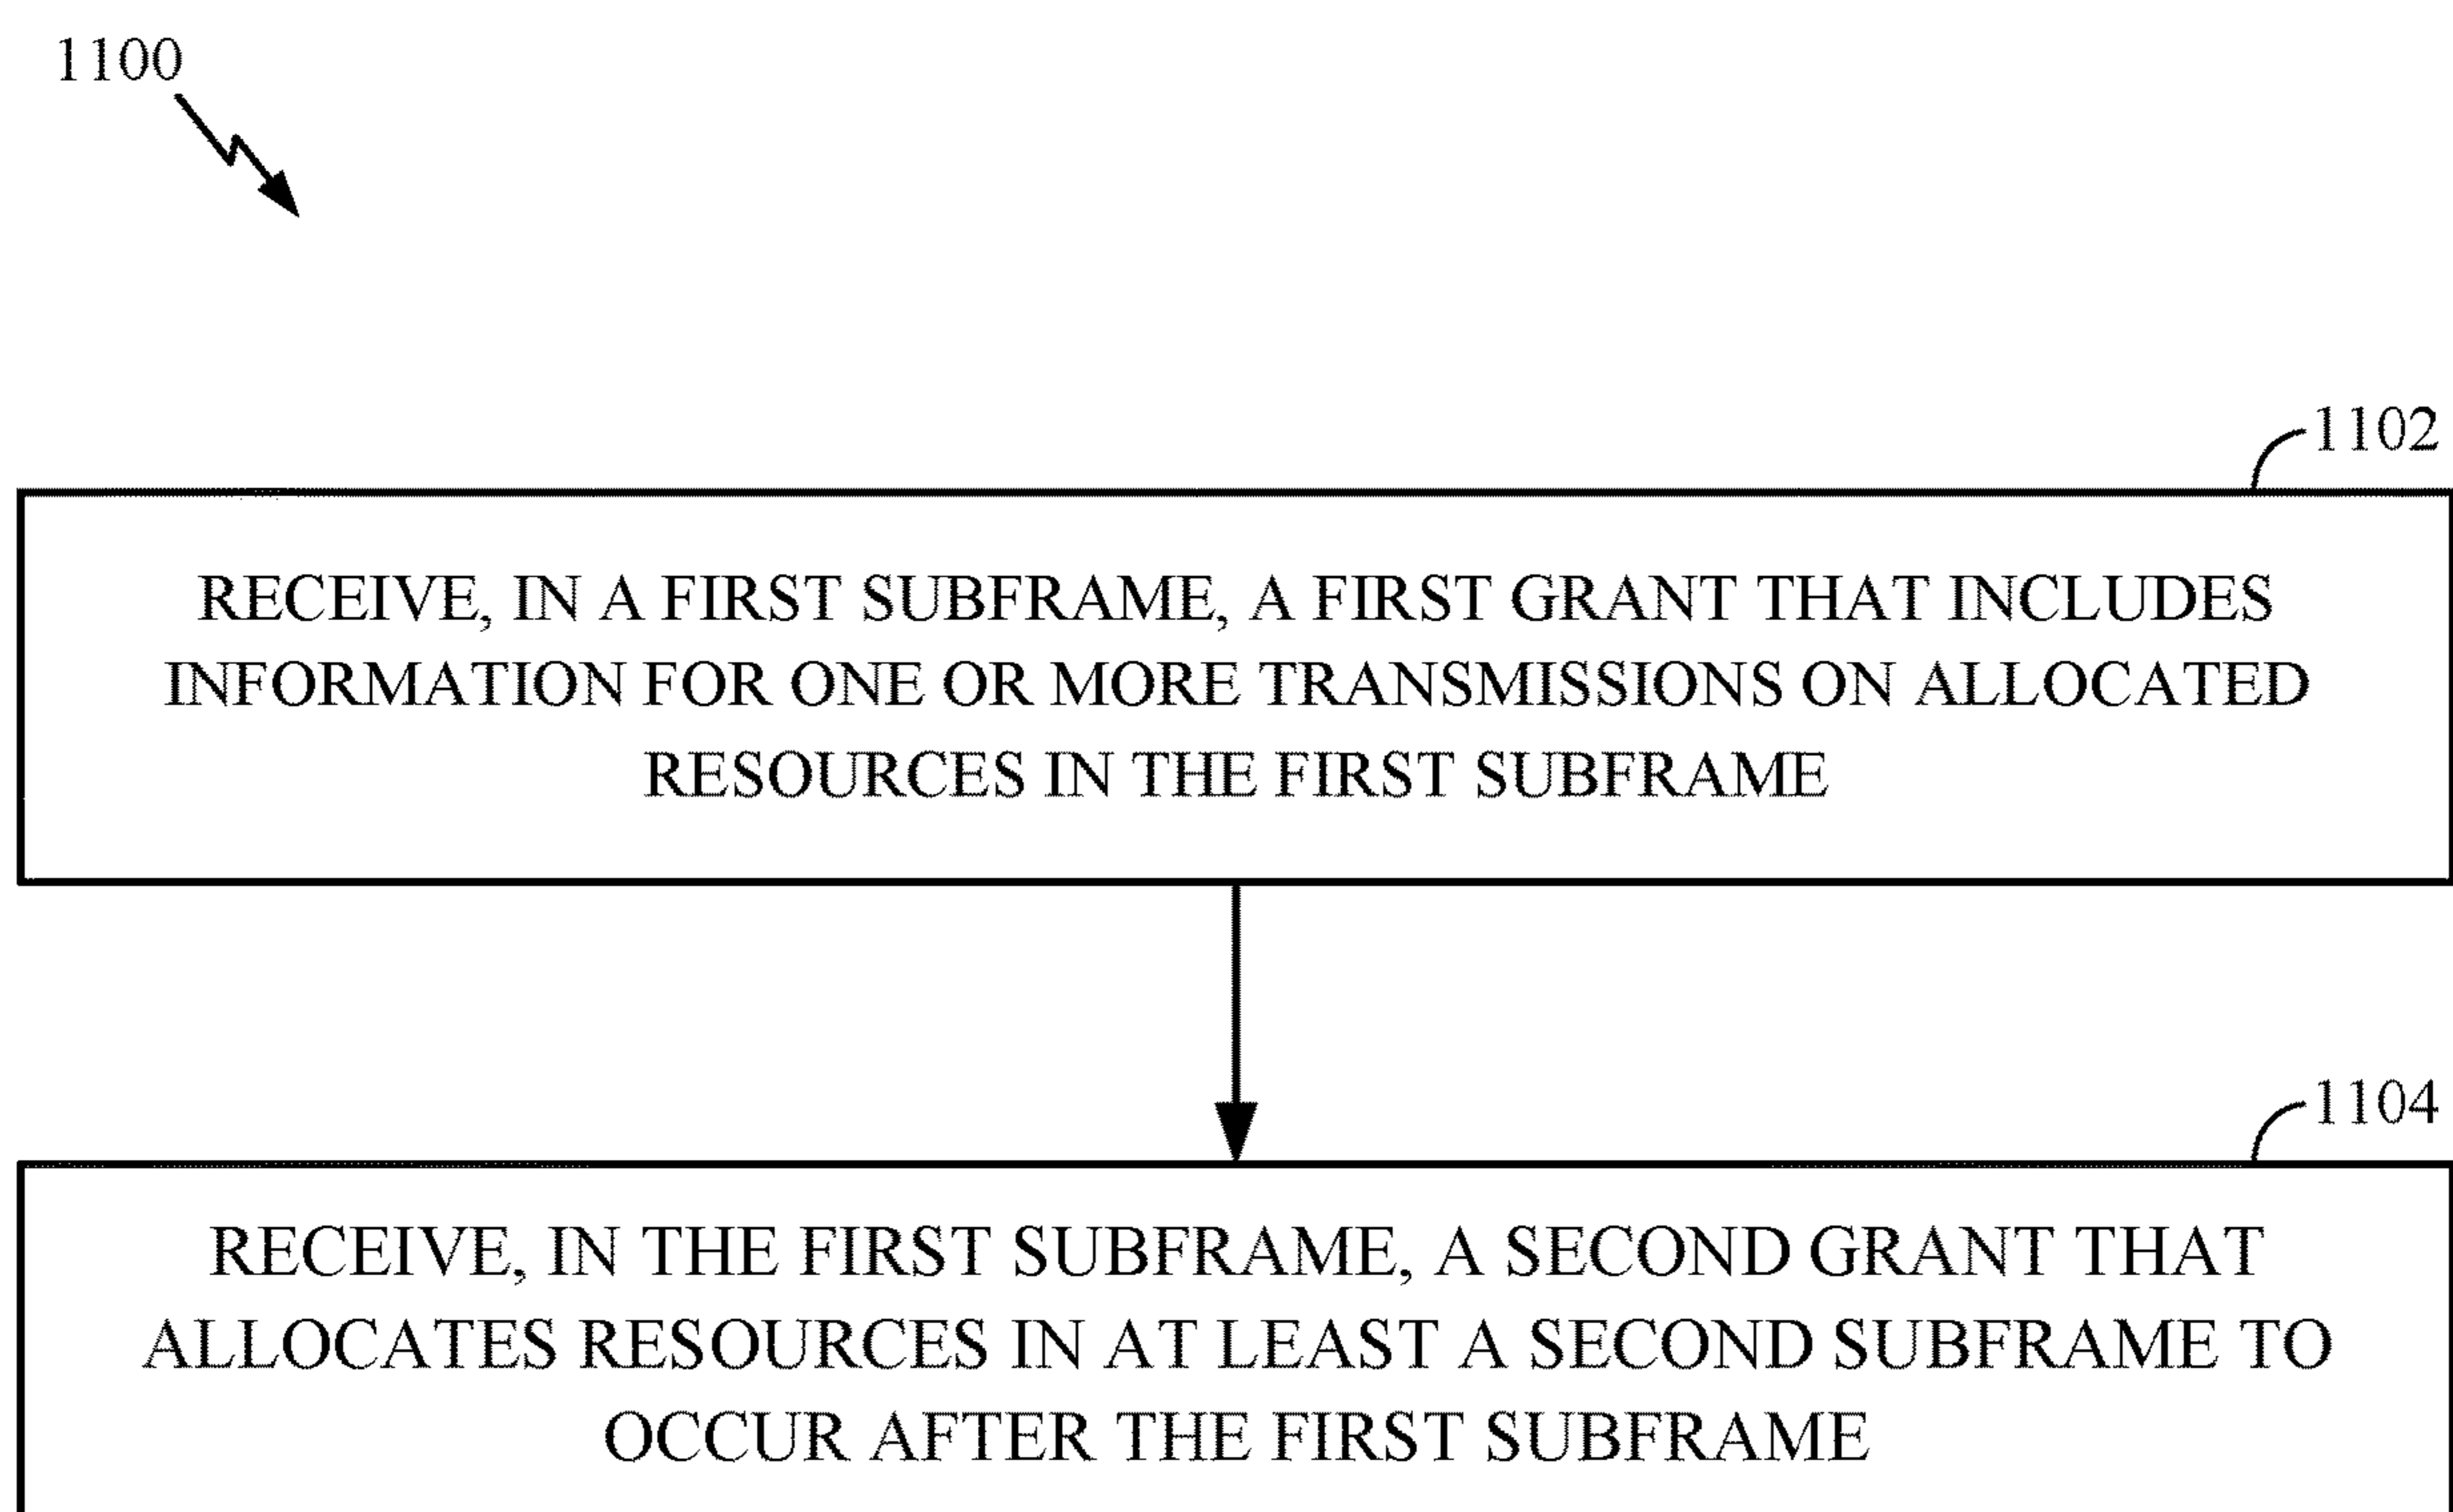 1100
1102
RECEIVE, IN A FIRST SUBFRAME, A FIRST GRANT THAT INCLUDES
INFORMATION FOR ONE OR MORE TRANSMISSIONS ON ALLOCATED
RESOURCES IN THE FIRST SUBFRAME
1104
RECEIVE, IN THE FIRST SUBFRAME, A SECOND GRANT THAT
ALLOCATES RESOURCES IN AT LEAST A SECOND SUBFRAME TO
OCCUR AFTER THE FIRST SUBFRAME